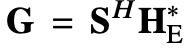 𝐆 = 𝐒^H 𝐇_E^*